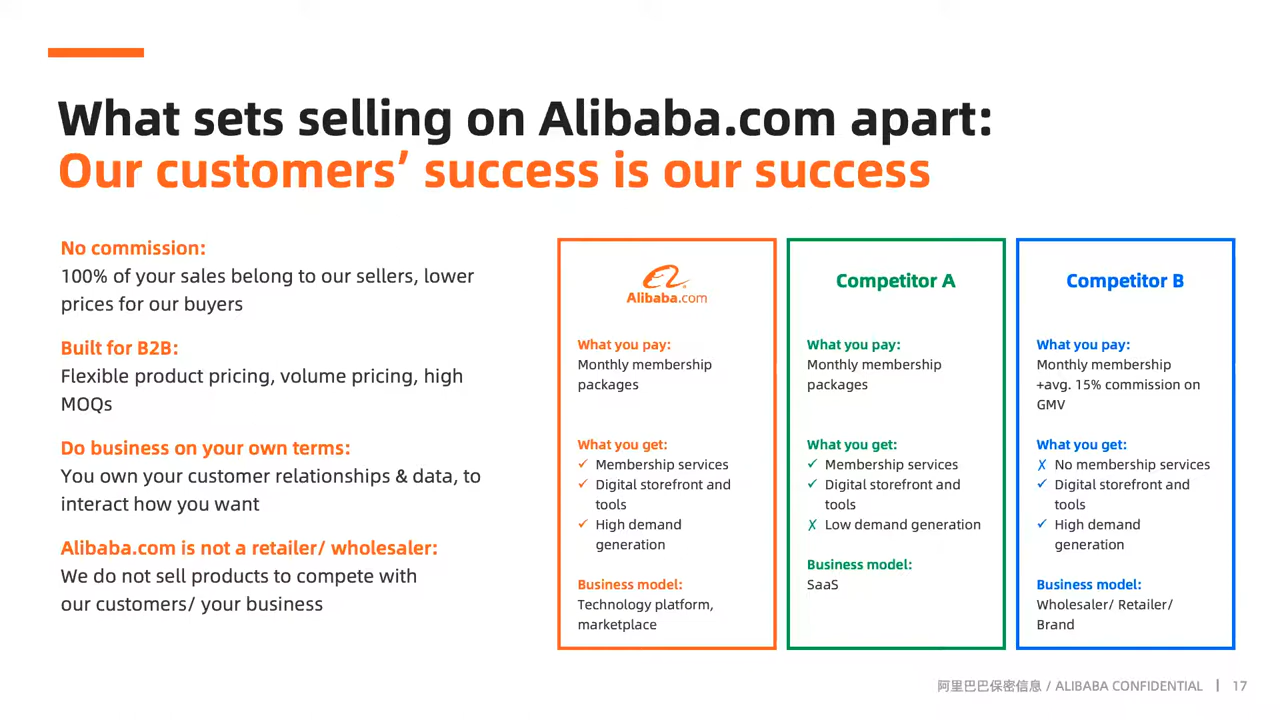 What sets selling on Alibaba.com apart:
Our customers’ success is our success
No commission:
100% of your sales belong to our sellers, lower
prices for our buyers
Built for B2B:
Flexible product pricing, volume pricing, high
MOQs
Do business on your own terms:
You own your customer relationships & data, to
interact how you want
Alibaba.com is not a retailer/ wholesaler:
We do not sell products to compete with
our customers/ your business
Alibaba.com
What you pay:
Monthly membership
packages
What you get:
✓ Membership services
✓ Digital storefront and
tools
✓ High demand
generation
Business model:
Technology platform,
marketplace
Competitor A
What you pay:
Monthly membership
packages
What you get:
✓ Membership services
✓ Digital storefront and
tools
✗ Low demand generation
Business model:
SaaS
Competitor B
What you pay:
Monthly membership
+avg. 15% commission on
GMV
What you get:
✗ No membership services
✓ Digital storefront and
tools
✓ High demand
generation
Business model:
Wholesaler/ Retailer/
Brand
阿里巴巴保密信息 / ALIBABA CONFIDENTIAL | 17